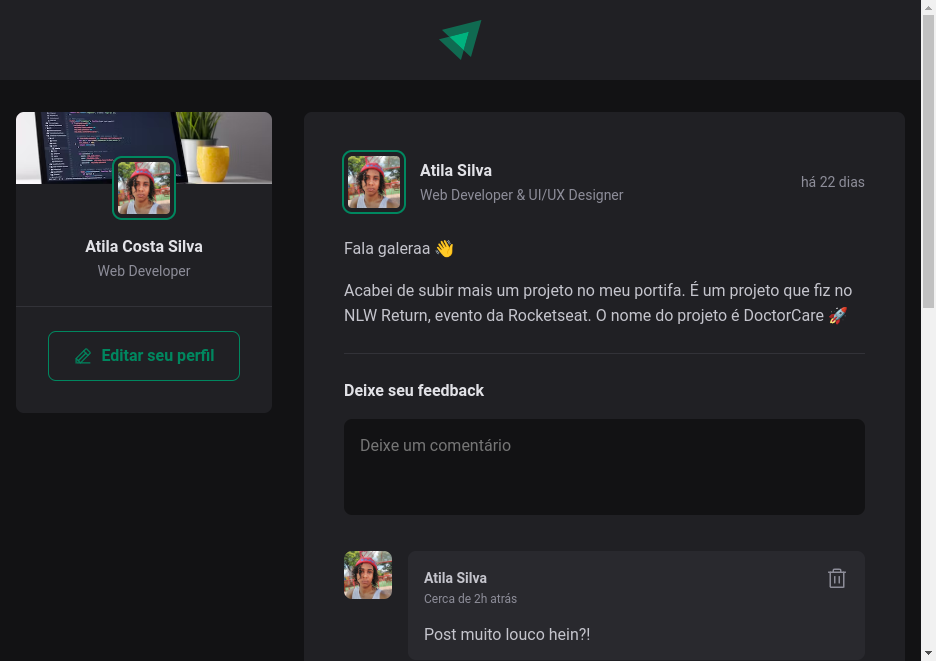 Atila Costa Silva
Web Developer
Editar seu perfil
Atila Silva
Web Developer & UI/UX Designer
há 22 dias
Fala galeraa 👋
Acabei de subir mais um projeto no meu portifa. É um projeto que fiz no
NLW Return, evento da Rocketseat. O nome do projeto é DoctorCare 🚀
Deixe seu feedback
Deixe um comentário
Atila Silva
Cerca de 2h atrás
Post muito louco hein?!